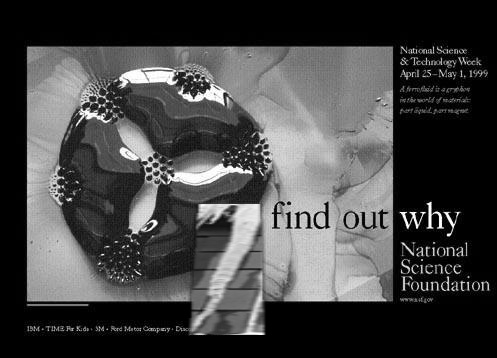 National Science
& Technology Week
April 25–May 1, 1999
A ferrofluid is a gryphon
in the world of materials:
part liquid, part magnet.
find out why
National
Science
Foundation
www.nsf.gov
IBM • TIME For Kids • 3M • Ford Motor Company •